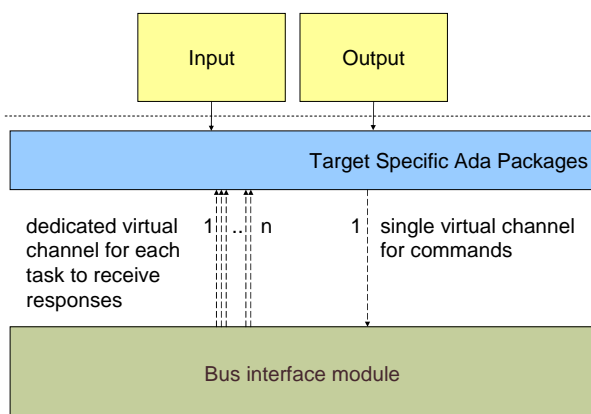 Input
Output
Target Specific Ada Packages
dedicated virtual
channel for each
task to receive
responses
1 .. n
1
single virtual channel
for commands
Bus interface module